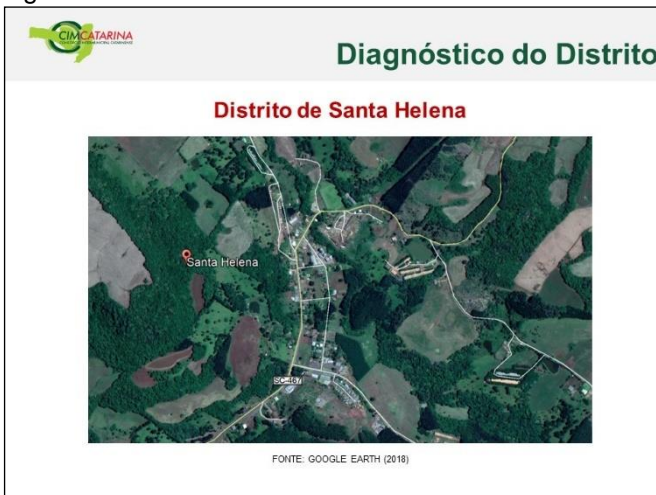 CIMCATARINA
Diagnóstico do Distrito
Distrito de Santa Helena
Santa Helena
SC-467
FONTE: GOOGLE EARTH (2018)